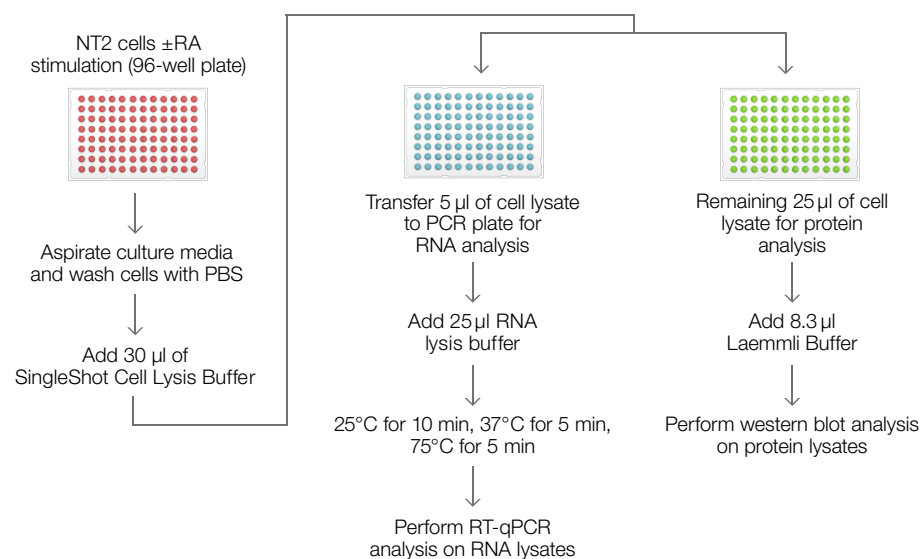 NT2 cells ±RA
stimulation (96-well plate)
Aspirate culture media
and wash cells with PBS
Add 30 µl of
SingleShot Cell Lysis Buffer
Transfer 5 µl of cell lysate
to PCR plate for
RNA analysis
Add 25 µl RNA
lysis buffer
25°C for 10 min, 37°C for 5 min,
75°C for 5 min
Perform RT-qPCR
analysis on RNA lysates
Remaining 25 µl of cell
lysate for protein
analysis
Add 8.3 µl
Laemmli Buffer
Perform western blot analysis
on protein lysates